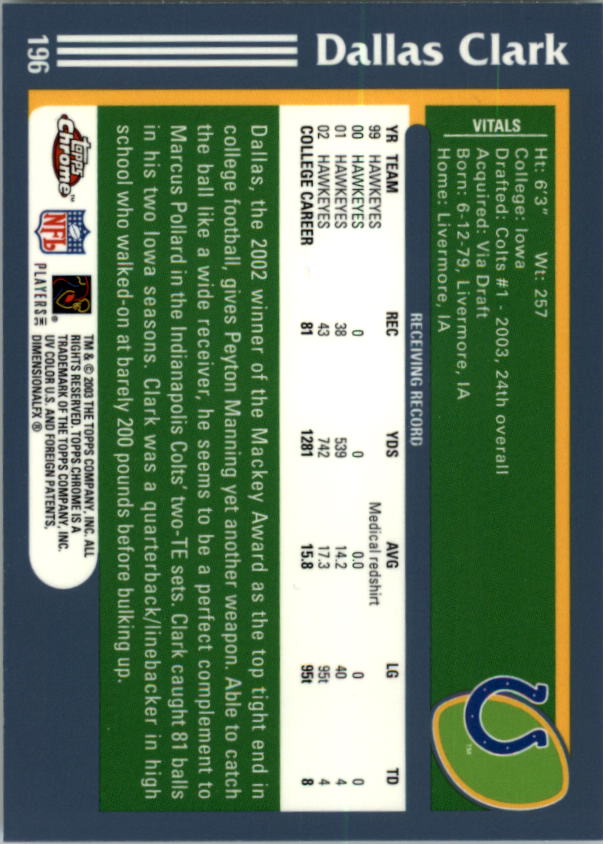 196
Dallas Clark
VITALS
Ht: 6'3" Wt: 257
College: Iowa
Drafted: Colts #1 - 2003, 24th overall
Acquired: Via Draft
Born: 6-12-79, Livermore, IA
Home: Livermore, IA
TM
RECEIVING RECORD
YR TEAM REC YDS AVG LG TD
99 HAWKEYES Medical redshirt
00 HAWKEYES 0 0 0.0 0 0
01 HAWKEYES 38 539 14.2 40 4
02 HAWKEYES 43 742 17.3 95t 4
COLLEGE CAREER 81 1281 15.8 95t 8
Dallas, the 2002 winner of the Mackey Award as the top tight end in
college football, gives Peyton Manning yet another weapon. Able to catch
the ball like a wide receiver, he seems to be a perfect complement to
Marcus Pollard in the Indianapolis Colts' two-TE sets. Clark caught 81 balls
in his two Iowa seasons. Clark was a quarterback/linebacker in high
school who walked-on at barely 200 pounds before bulking up.
Topps
Chrome™
NFL
PLAYERS INC
®
TM & © 2003 THE TOPPS COMPANY, INC. ALL
RIGHTS RESERVED. TOPPS CHROME IS A
TRADEMARK OF THE TOPPS COMPANY, INC.
UV COLOR U.S. AND FOREIGN PATENTS,
DIMENSIONALFX ®